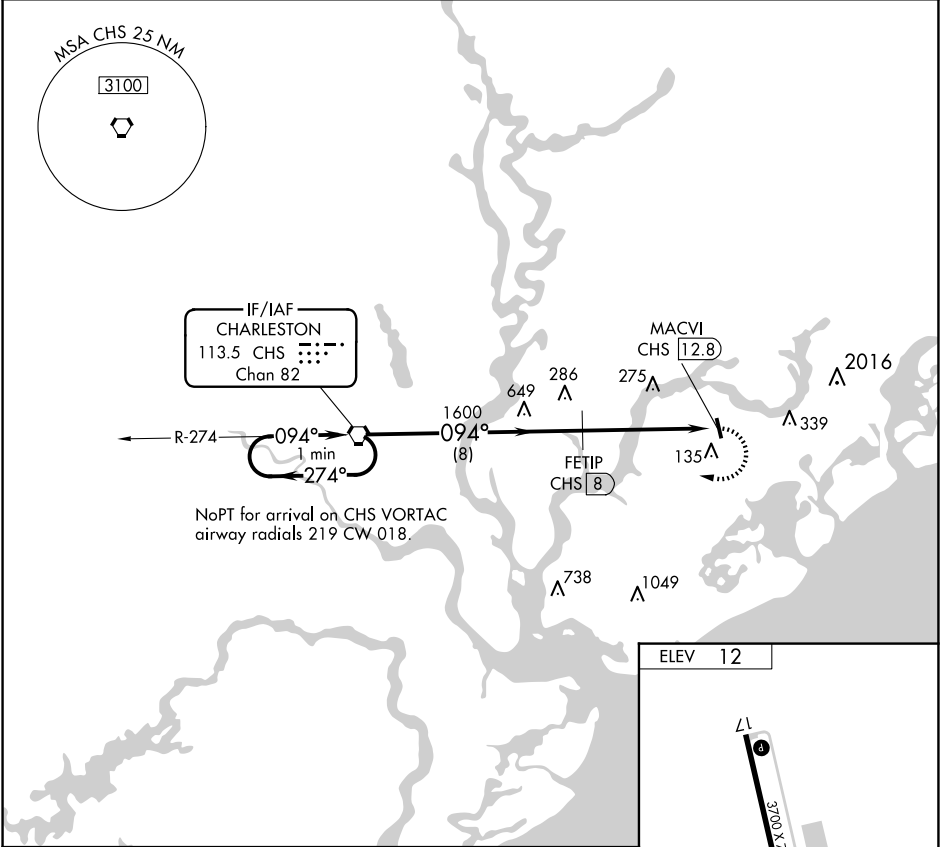 MSA CHS 25 NM
3100
IF/IAF
CHARLESTON
113.5 CHS
Chan 82
MACVI
CHS 12.8
2016
275
286
649
339
1600
R-274
094°
094°
1 min
(8)
135
274°
FETIP
CHS 8
NoPT for arrival on CHS VORTAC
airway radials 219 CW 018.
738
1049
ELEV 12
17
P
3700 X